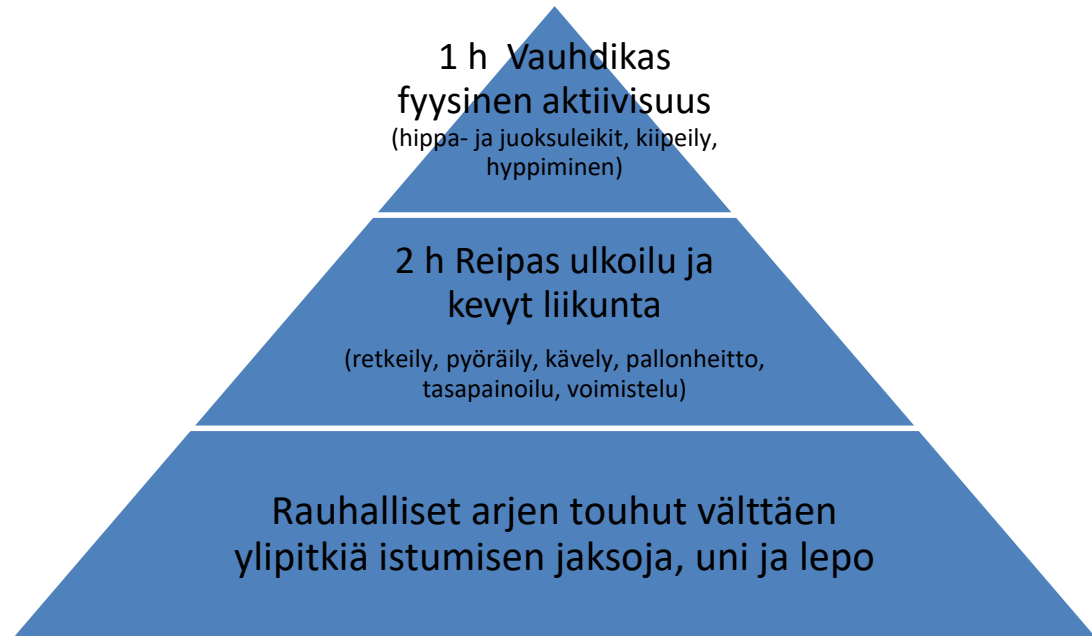 1 h Vauhdikas
fyysinen aktiivisuus
(hippa- ja juoksuleikit, kiipeily,
hyppiminen)
2 h Reipas ulkoilu ja
kevyt liikunta
(retkeily, pyöräily, kävely, pallonheitto,
tasapainoilu, voimistelu)
Rauhalliset arjen touhut välttäen
ylipitkiä istumisen jaksoja, uni ja lepo